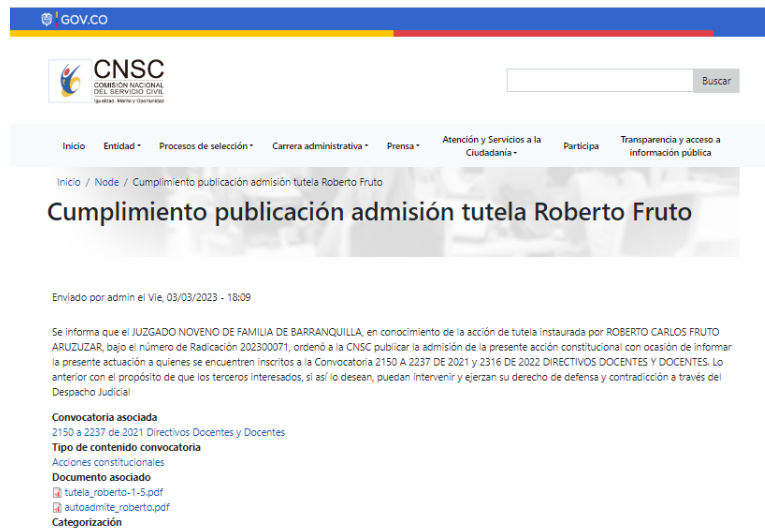 GOV.CO
CNSC
COMISIÓN NACIONAL
DEL SERVICIO CIVIL
Igualdad, Mérito y Oportunidad
Buscar
Inicio Entidad Procesos de selección Carrera administrativa Prensa Atención y Servicios a la Ciudadanía Participa Transparencia y acceso a información pública
Inicio / Node / Cumplimiento publicación admisión tutela Roberto Fruto
Cumplimiento publicación admisión tutela Roberto Fruto
Enviado por admin el Vie, 03/03/2023 - 18:09
Se informa que el JUZGADO NOVENO DE FAMILIA DE BARRANQUILLA, en conocimiento de la acción de tutela instaurada por ROBERTO CARLOS FRUTO
ARUZUZAR, bajo el número de Radicación 202300071, ordenó a la CNSC publicar la admisión de la presente acción constitucional con ocasión de informar
la presente actuación a quienes se encuentren inscritos a la Convocatoria 2150 A 2237 DE 2021 y 2316 DE 2022 DIRECTIVOS DOCENTES Y DOCENTES. Lo
anterior con el propósito de que los terceros interesados, si así lo desean, puedan intervenir y ejerzan su derecho de defensa y contradicción a través del
Despacho Judicial
Convocatoria asociada
2150 a 2237 de 2021 Directivos Docentes y Docentes
Tipo de contenido convocatoria
Acciones constitucionales
Documento asociado
tutela_roberto-1-5.pdf
autoadmite_roberto.pdf
Categorización